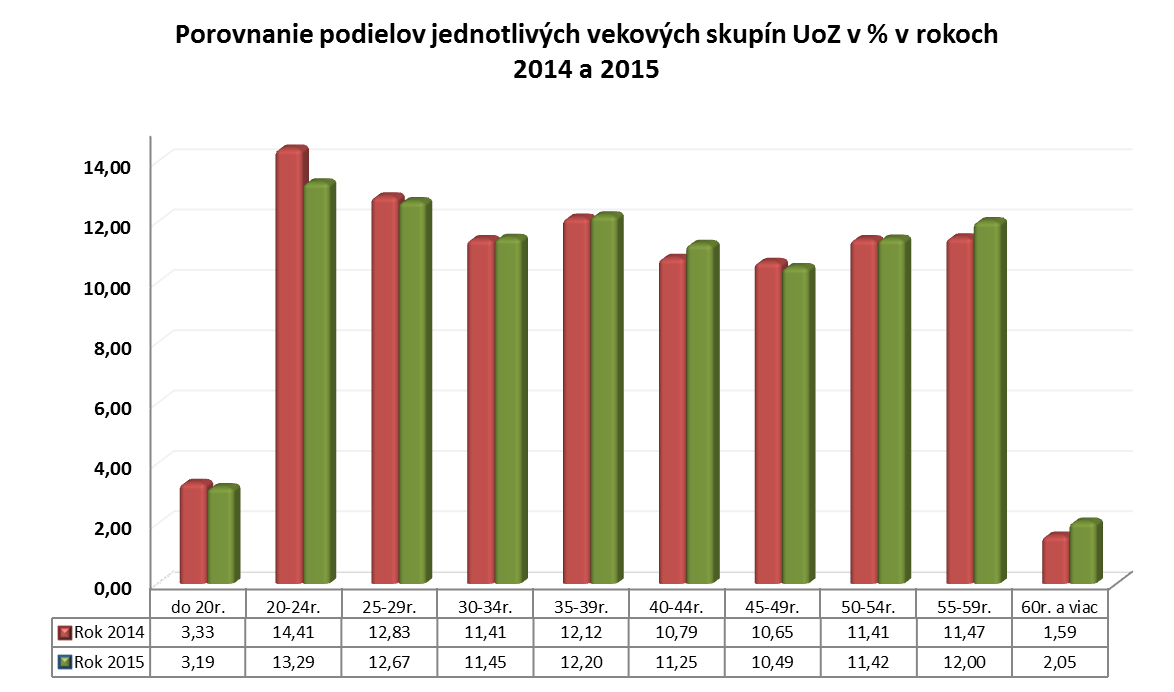 Porovnanie podielov jednotlivých vekových skupín UoZ v % v rokoch
2014 a 2015
14,00
12,00
10,00
8,00
6,00
4,00
2,00
0,00
do 20r. 20-24r. 25-29r. 30-34r. 35-39r. 40-44r. 45-49r. 50-54r. 55-59r. 60r. a viac
Rok 2014 3,33 14,41 12,83 11,41 12,12 10,79 10,65 11,41 11,47 1,59
Rok 2015 3,19 13,29 12,67 11,45 12,20 11,25 10,49 11,42 12,00 2,05